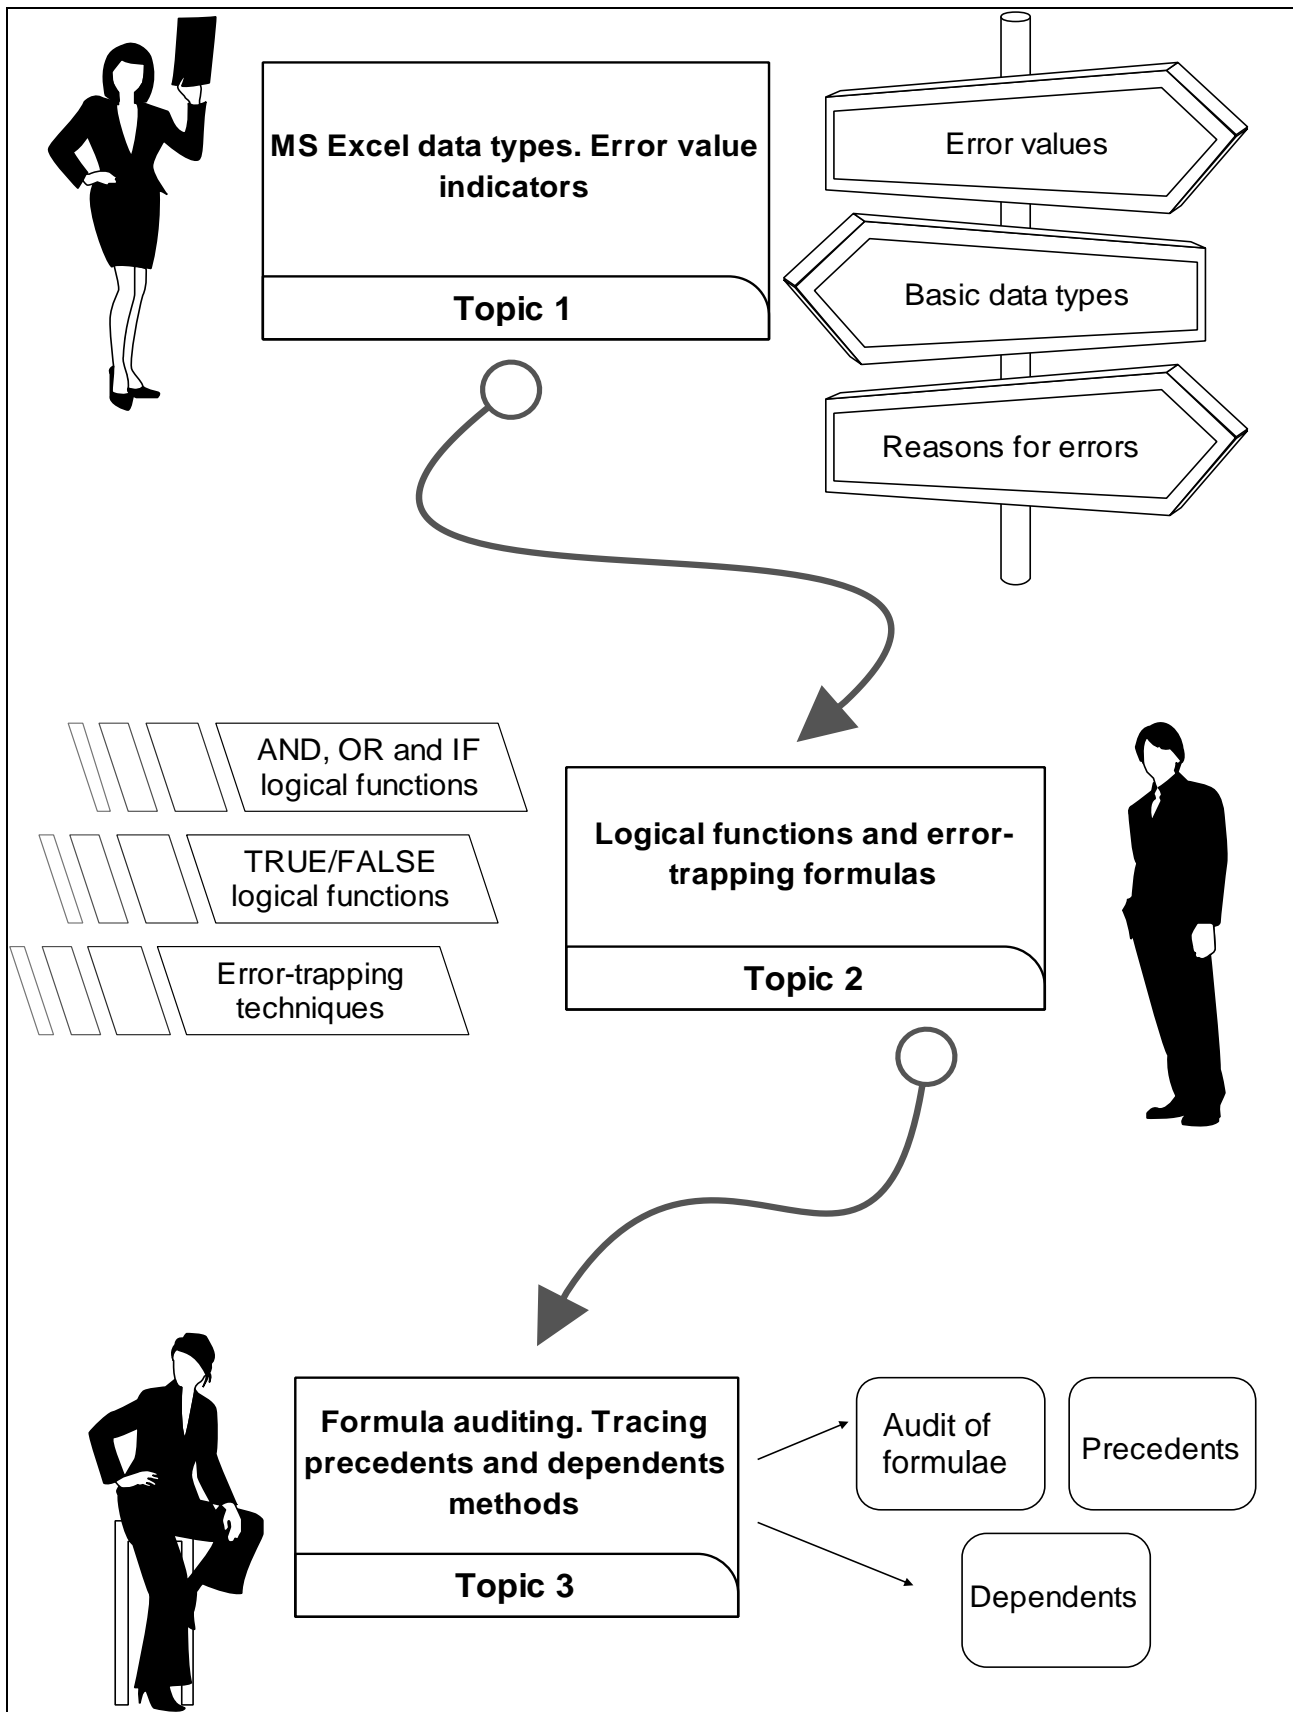 MS Excel data types. Error value
indicators
Topic 1
Error values
Basic data types
Reasons for errors
AND, OR and IF
logical functions
TRUE/FALSE
logical functions
Error-trapping
techniques
Logical functions and error-
trapping formulas
Topic 2
Formula auditing. Tracing
precedents and dependents
methods
Topic 3
Audit of
formulae
Precedents
Dependents